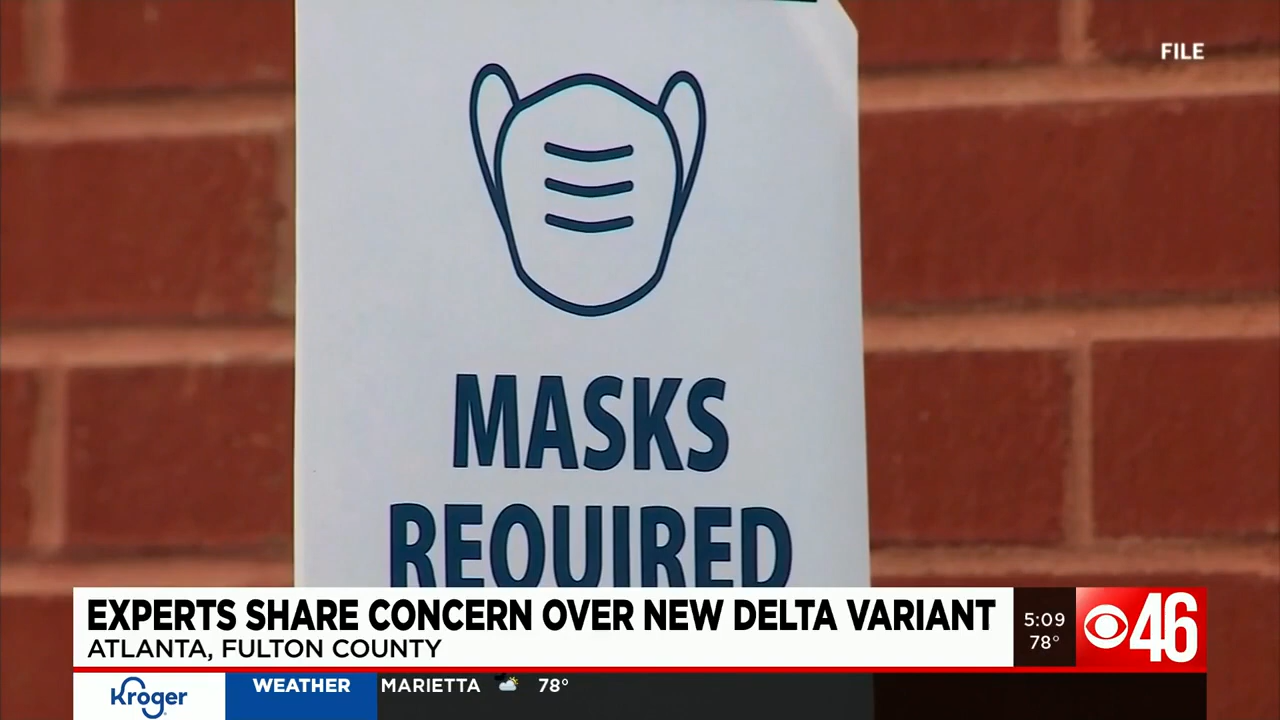 FILE
MASKS
REQUIRED
EXPERTS SHARE CONCERN OVER NEW DELTA VARIANT
ATLANTA, FULTON COUNTY
5:09
78°
46
Kroger
WEATHER
MARIETTA 78°